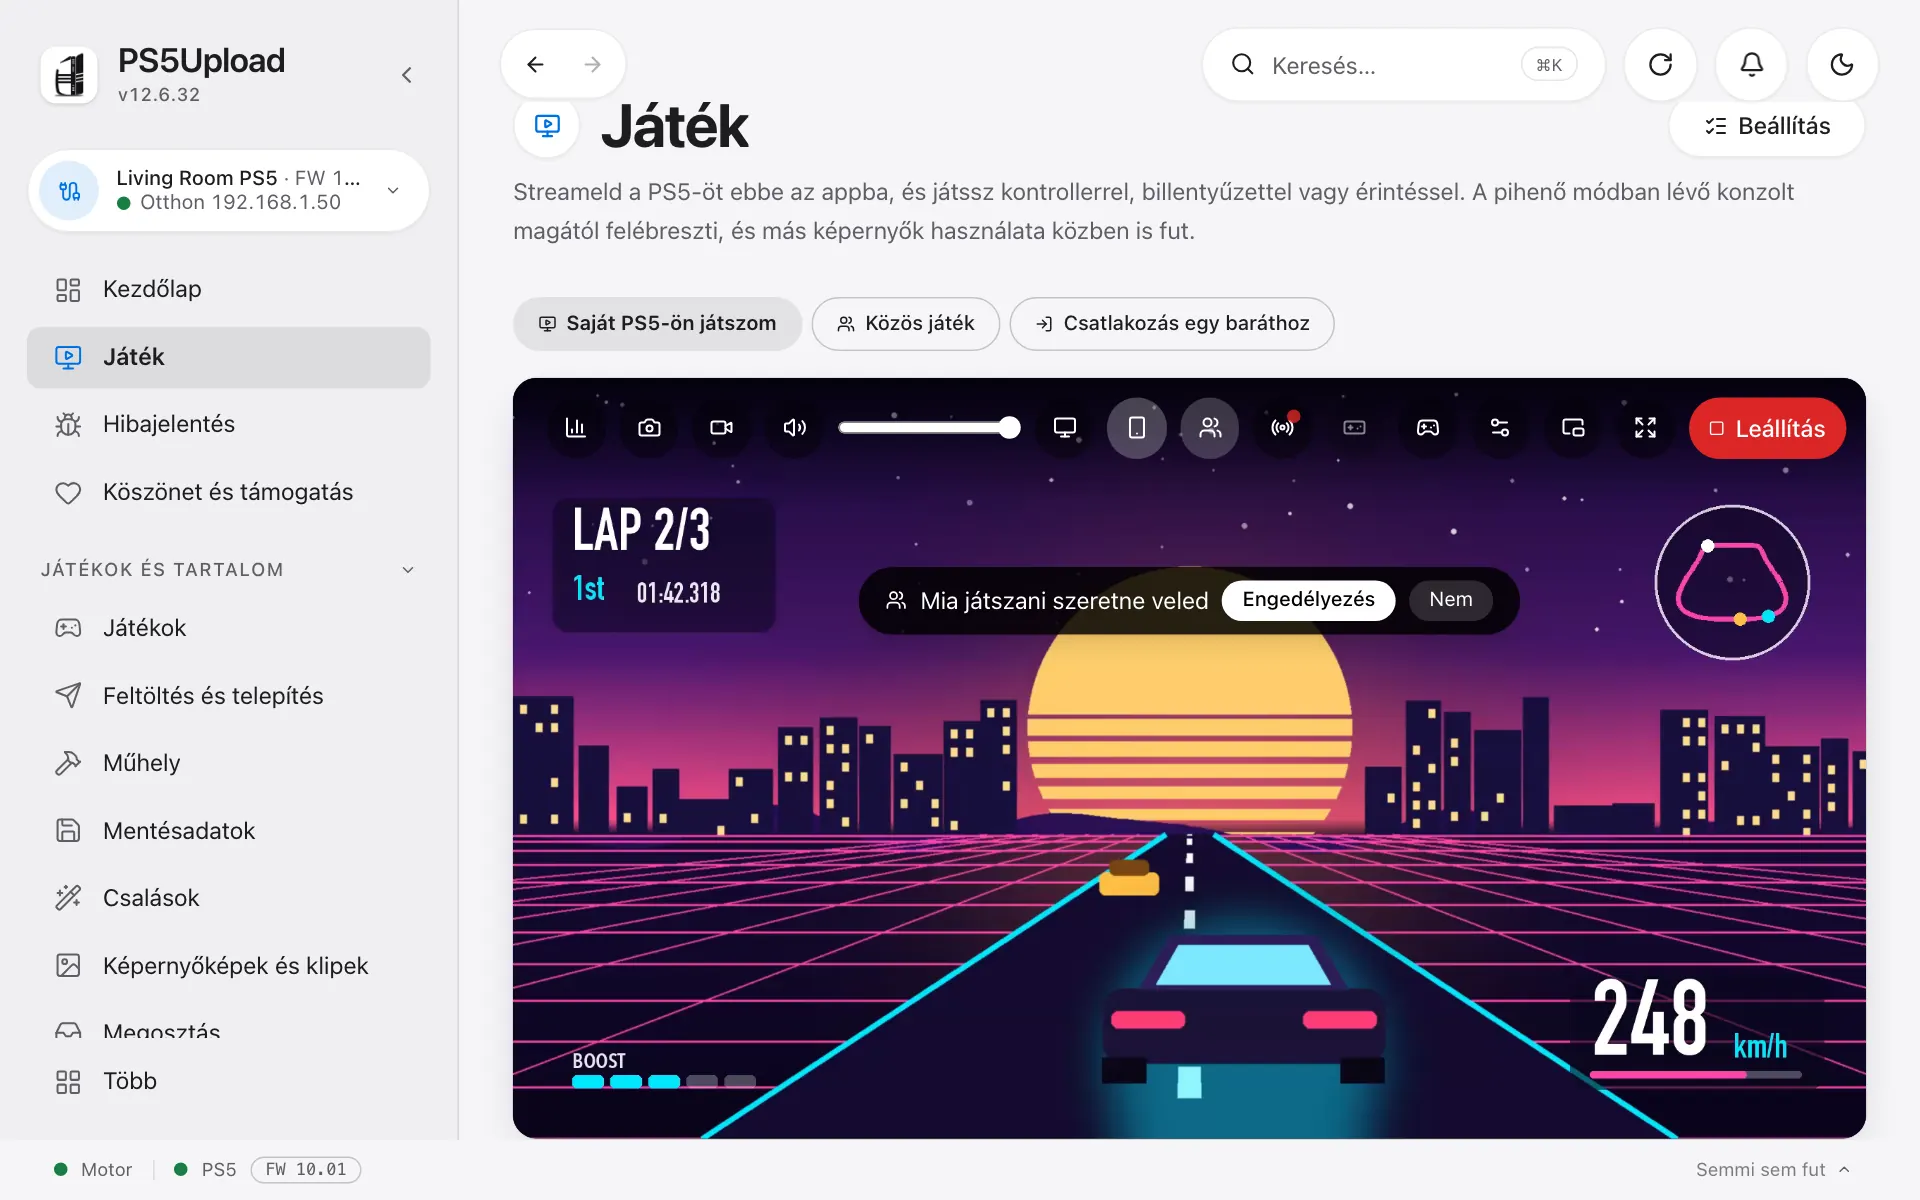 PS5Upload
v12.6.32
Living Room PS5 · FW 1...
Otthon 192.168.1.50
Kezdőlap
Játék
Hibajelentés
Köszönet és támogatás
JÁTÉKOK ÉS TARTALOM
Játékok
Feltöltés és telepítés
Műhely
Mentésadatok
Csalások
Képernyőképek és klipek
Megosztás
Több
Keresés...
⌘K
Játék
Beállítás
Streameld a PS5-öt ebbe az appba, és játssz kontrollerrel, billentyűzettel vagy érintéssel. A pihenő módban lévő konzolt
magától felébreszti, és más képernyők használata közben is fut.
Saját PS5-ön játszom
Közös játék
Csatlakozás egy baráthoz
Leállítás
LAP 2/3
1st 01:42.318
Mia játszani szeretne veled
Engedélyezés
Nem
BOOST
248 km/h
Motor
PS5
FW 10.01
Semmi sem fut